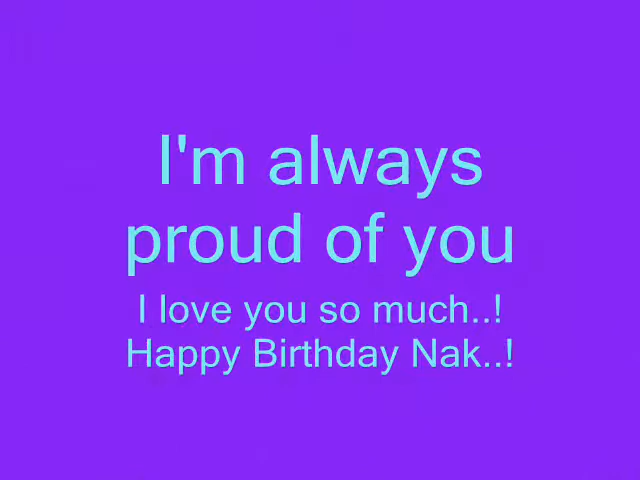 I'm always
proud of you
I love you so much..!
Happy Birthday Nak..!